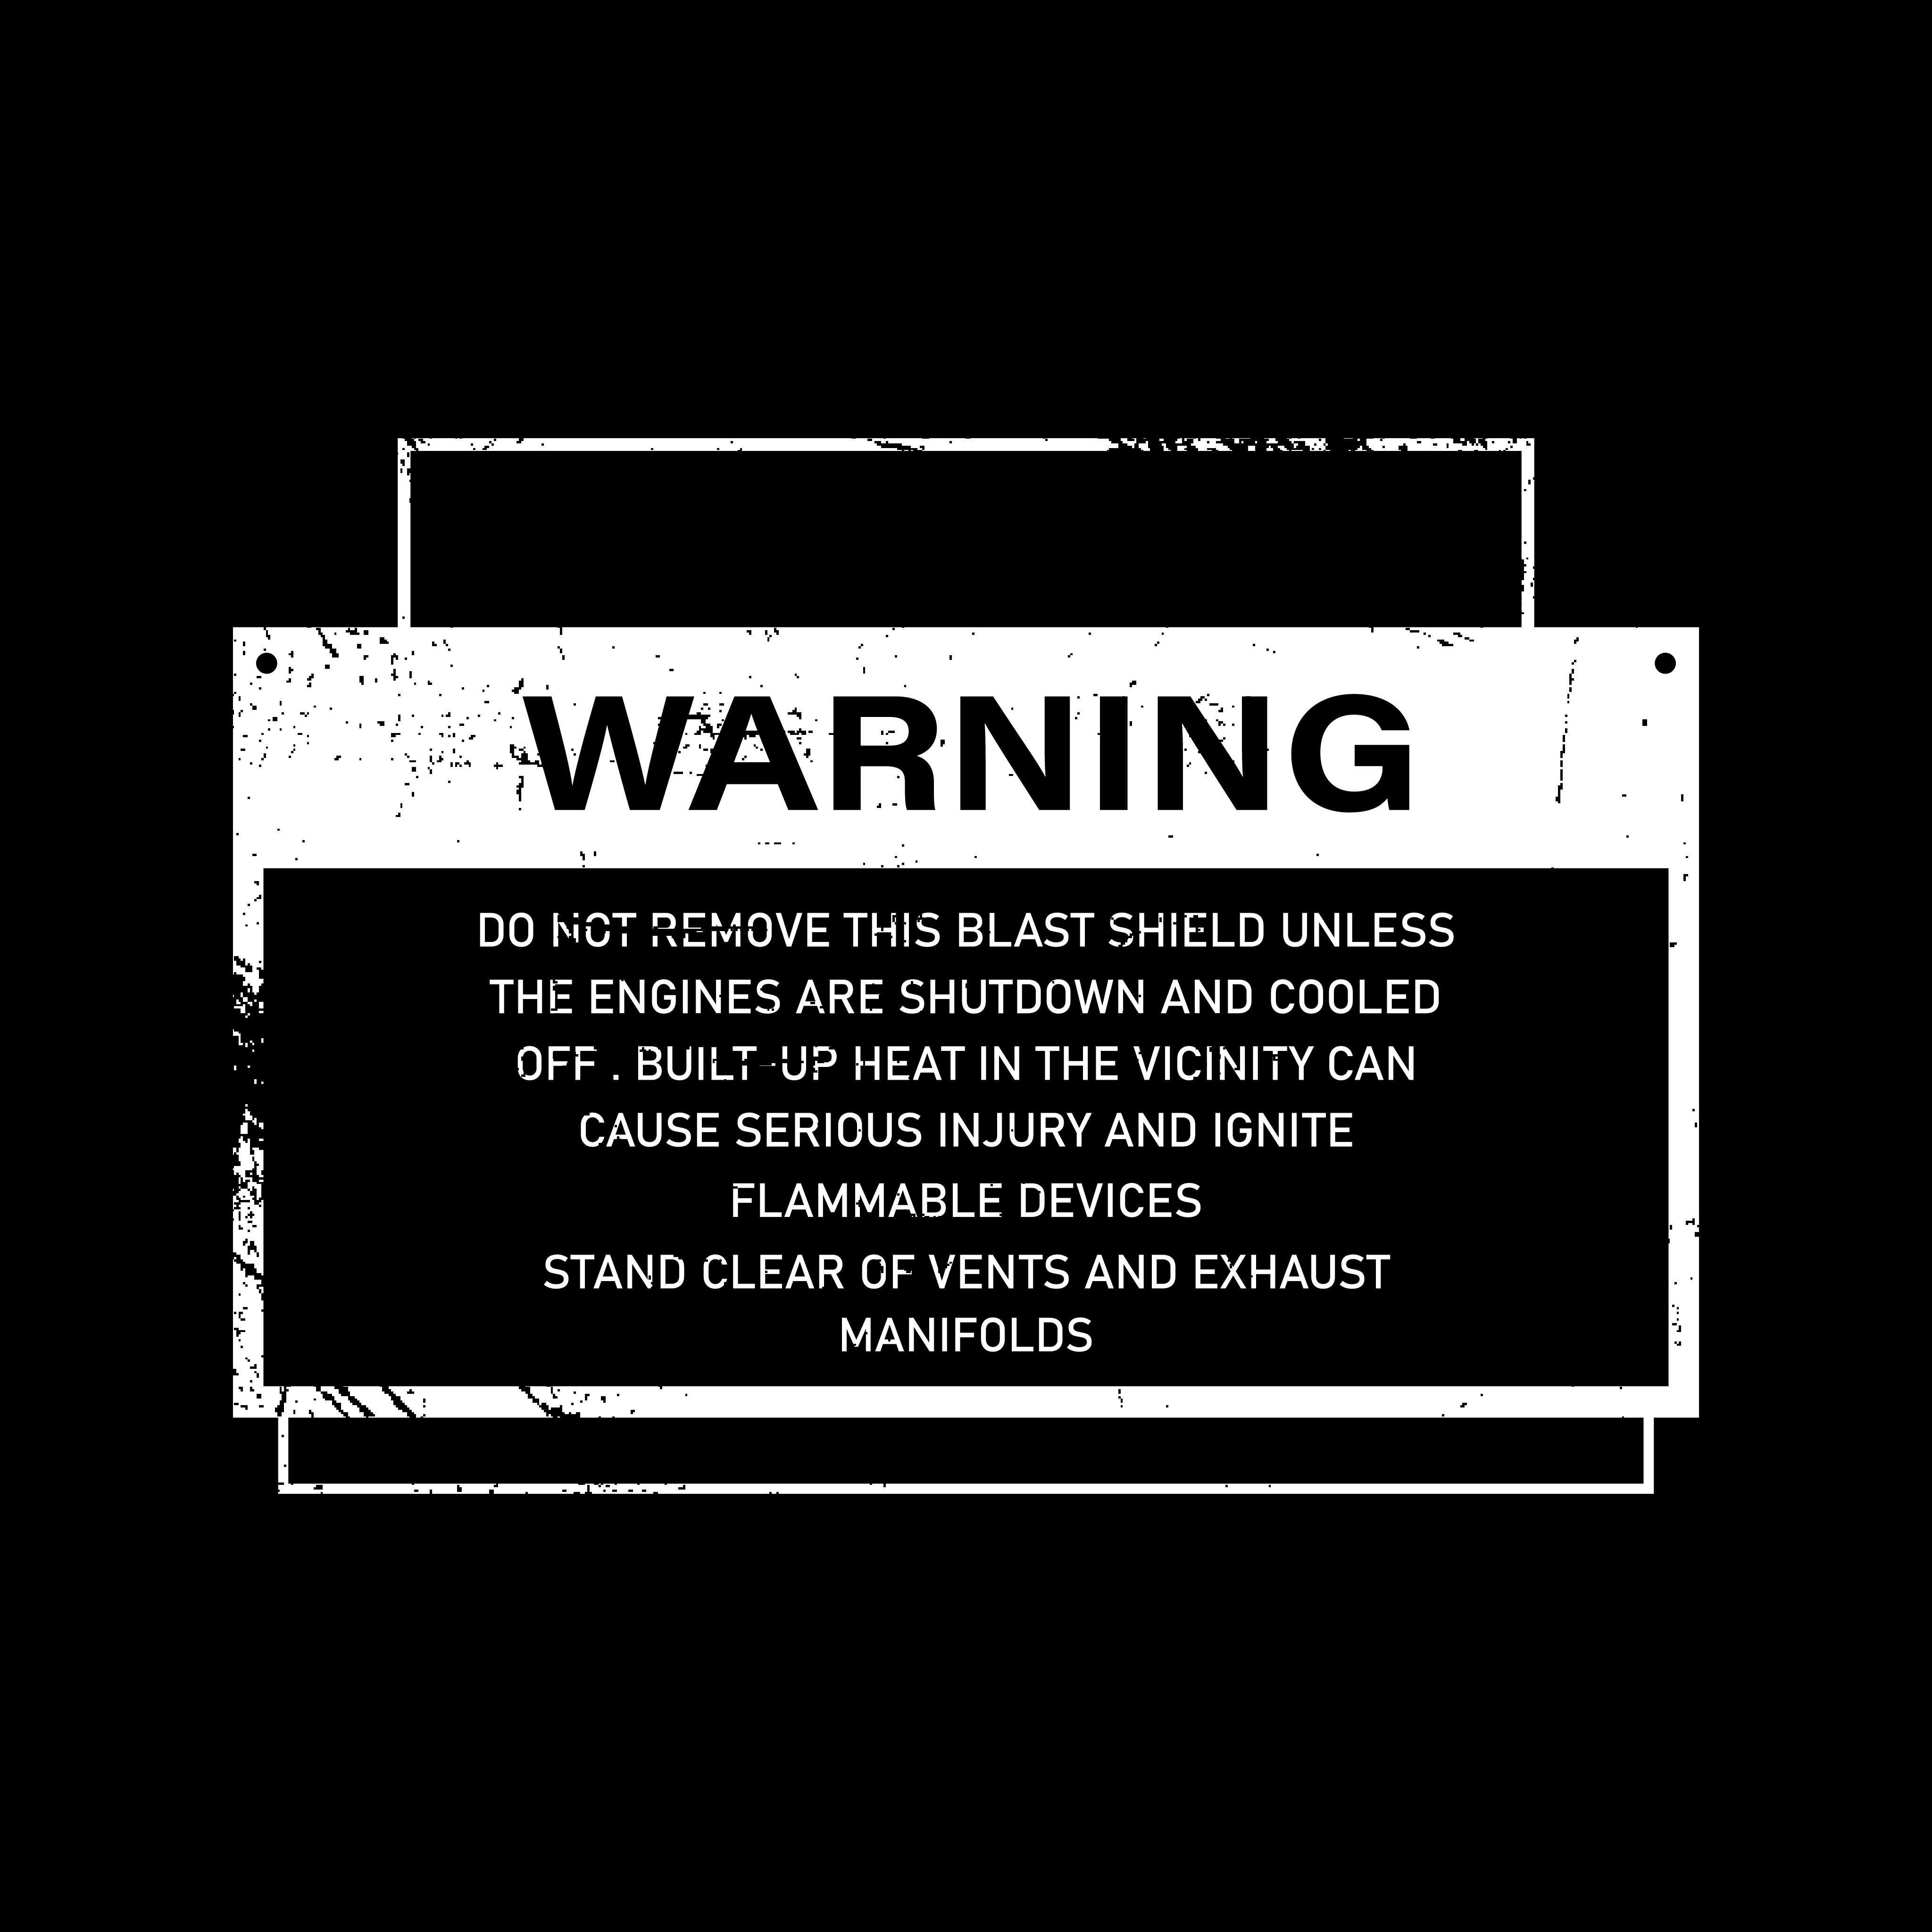 WARNING
DO NOT REMOVE THIS BLAST SHIELD UNLESS
THE ENGINES ARE SHUTDOWN AND COOLED
OFF . BUILT-UP HEAT IN THE VICINITY CAN
CAUSE SERIOUS INJURY AND IGNITE
FLAMMABLE DEVICES
STAND CLEAR OF VENTS AND EXHAUST
MANIFOLDS